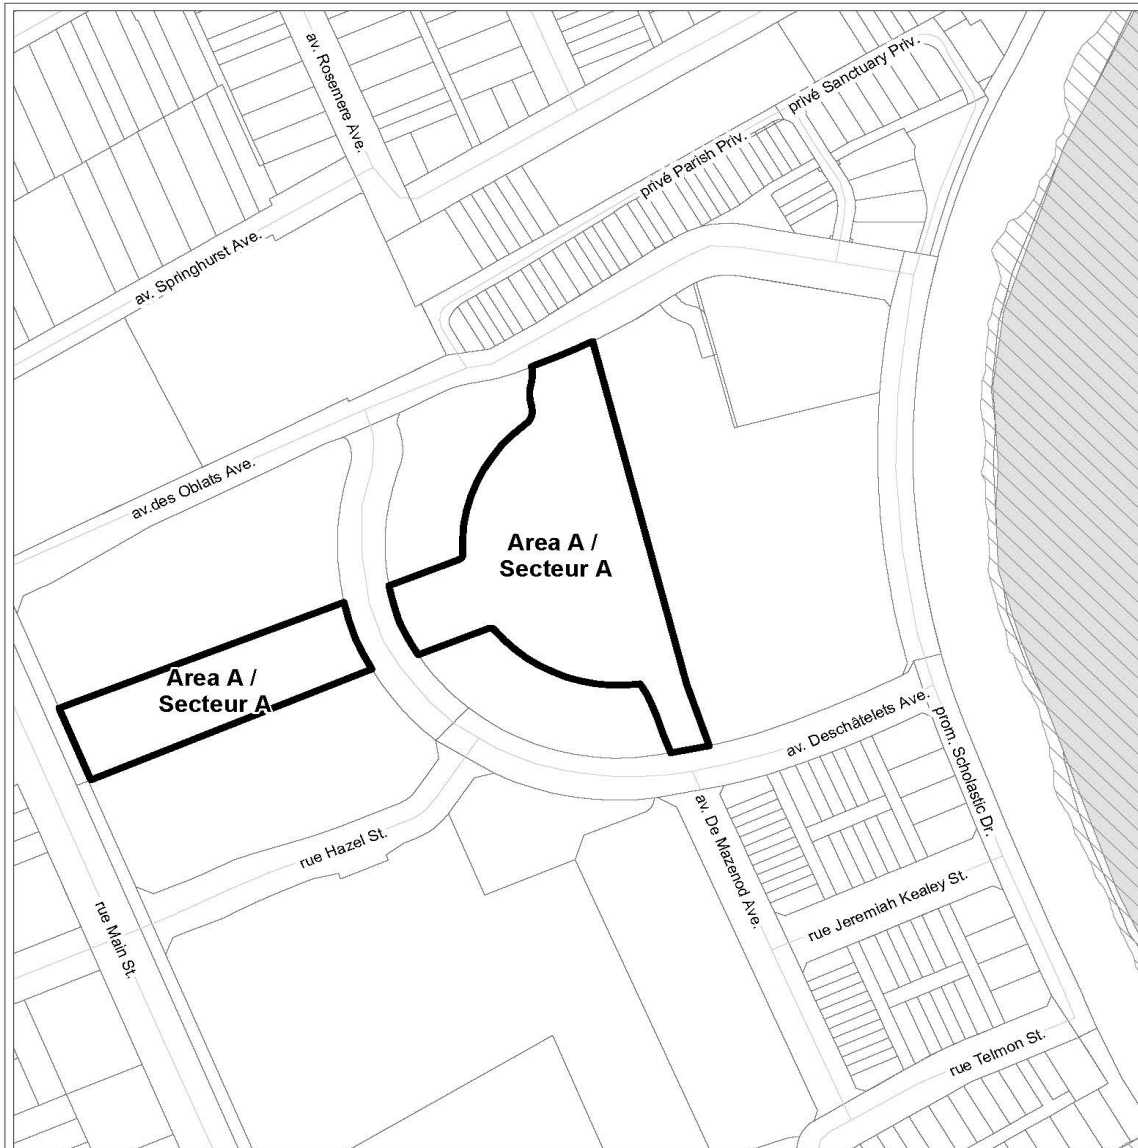 av. Rosemere Ave.
privé Sanctuary Priv.
privé Parish Priv.
av. Springhurst Ave.
av.des Oblats Ave.
Area A /
Secteur A
Area A /
Secteur A
av. Deschâtelets Ave.
prom. Scholastic Dr.
rue Hazel St.
av. De Mazenod Ave.
rue Jeremiah Kealey St.
rue Main St.
rue Telmon St.